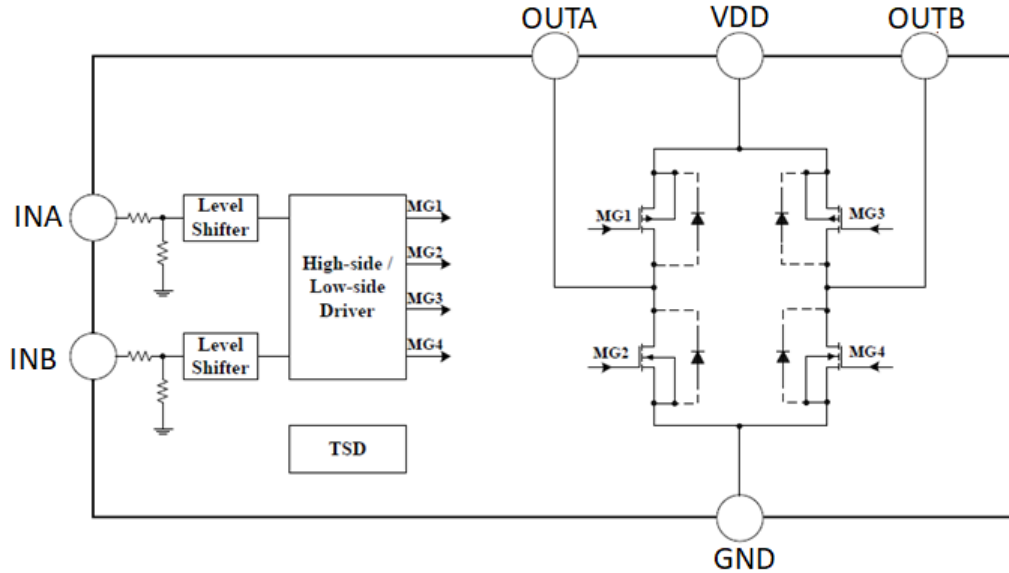 OUTA
VDD
OUTB
INA
Level
Shifter
MG1
MG2
MG3
MG4
High-side /
Low-side
Driver
MG1
MG3
INB
Level
Shifter
MG2
MG4
TSD
GND